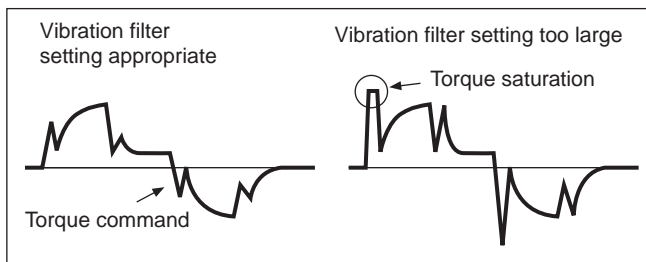 Vibration filter
setting appropriate
Torque command
Vibration filter setting too large
Torque saturation